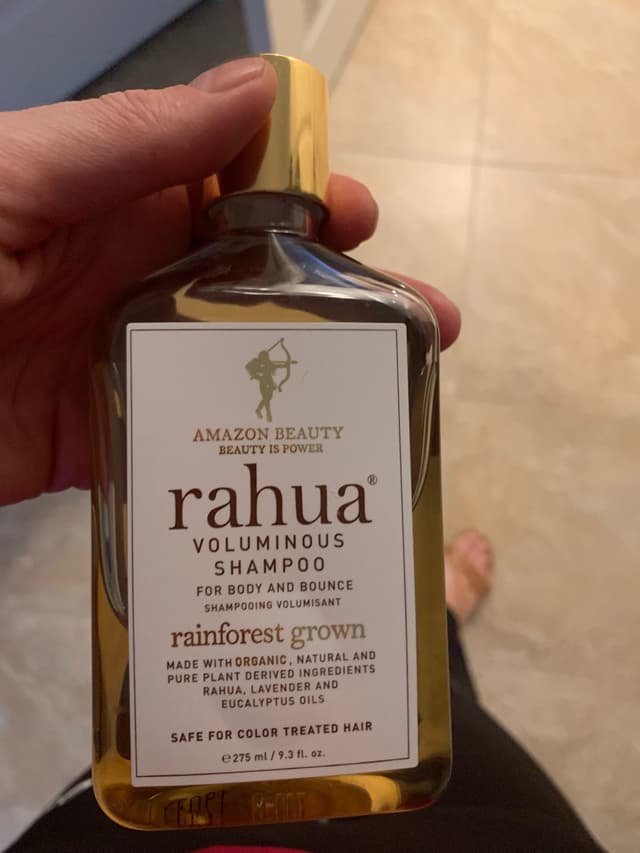 AMAZON BEAUTY
BEAUTY IS POWER
rahua®
VOLUMINOUS
SHAMPOO
FOR BODY AND BOUNCE
SHAMPOOING VOLUMISANT
rainforest grown
MADE WITH ORGANIC, NATURAL AND
PURE PLANT DERIVED INGREDIENTS
RAHUA, LAVENDER AND
EUCALYPTUS OILS
SAFE FOR COLOR TREATED HAIR
℮275 ml / 9.3 fl. oz.